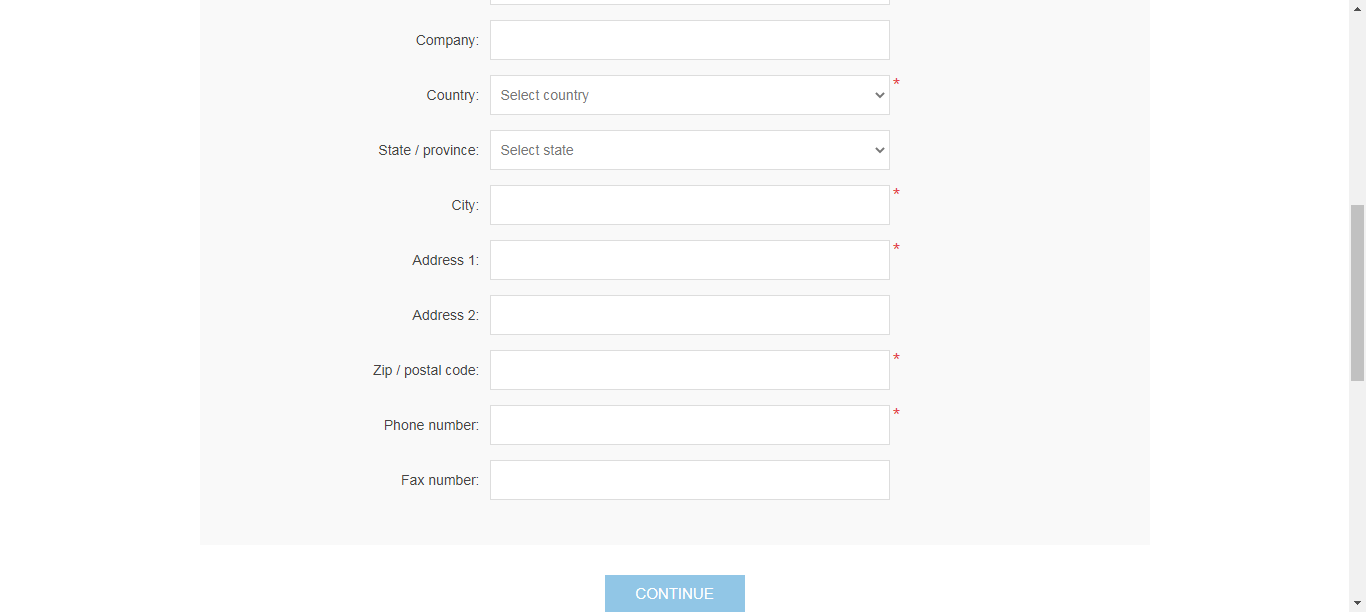 Company:
Country: Select country *
State / province: Select state
City: *
Address 1: *
Address 2:
Zip / postal code: *
Phone number: *
Fax number:
CONTINUE